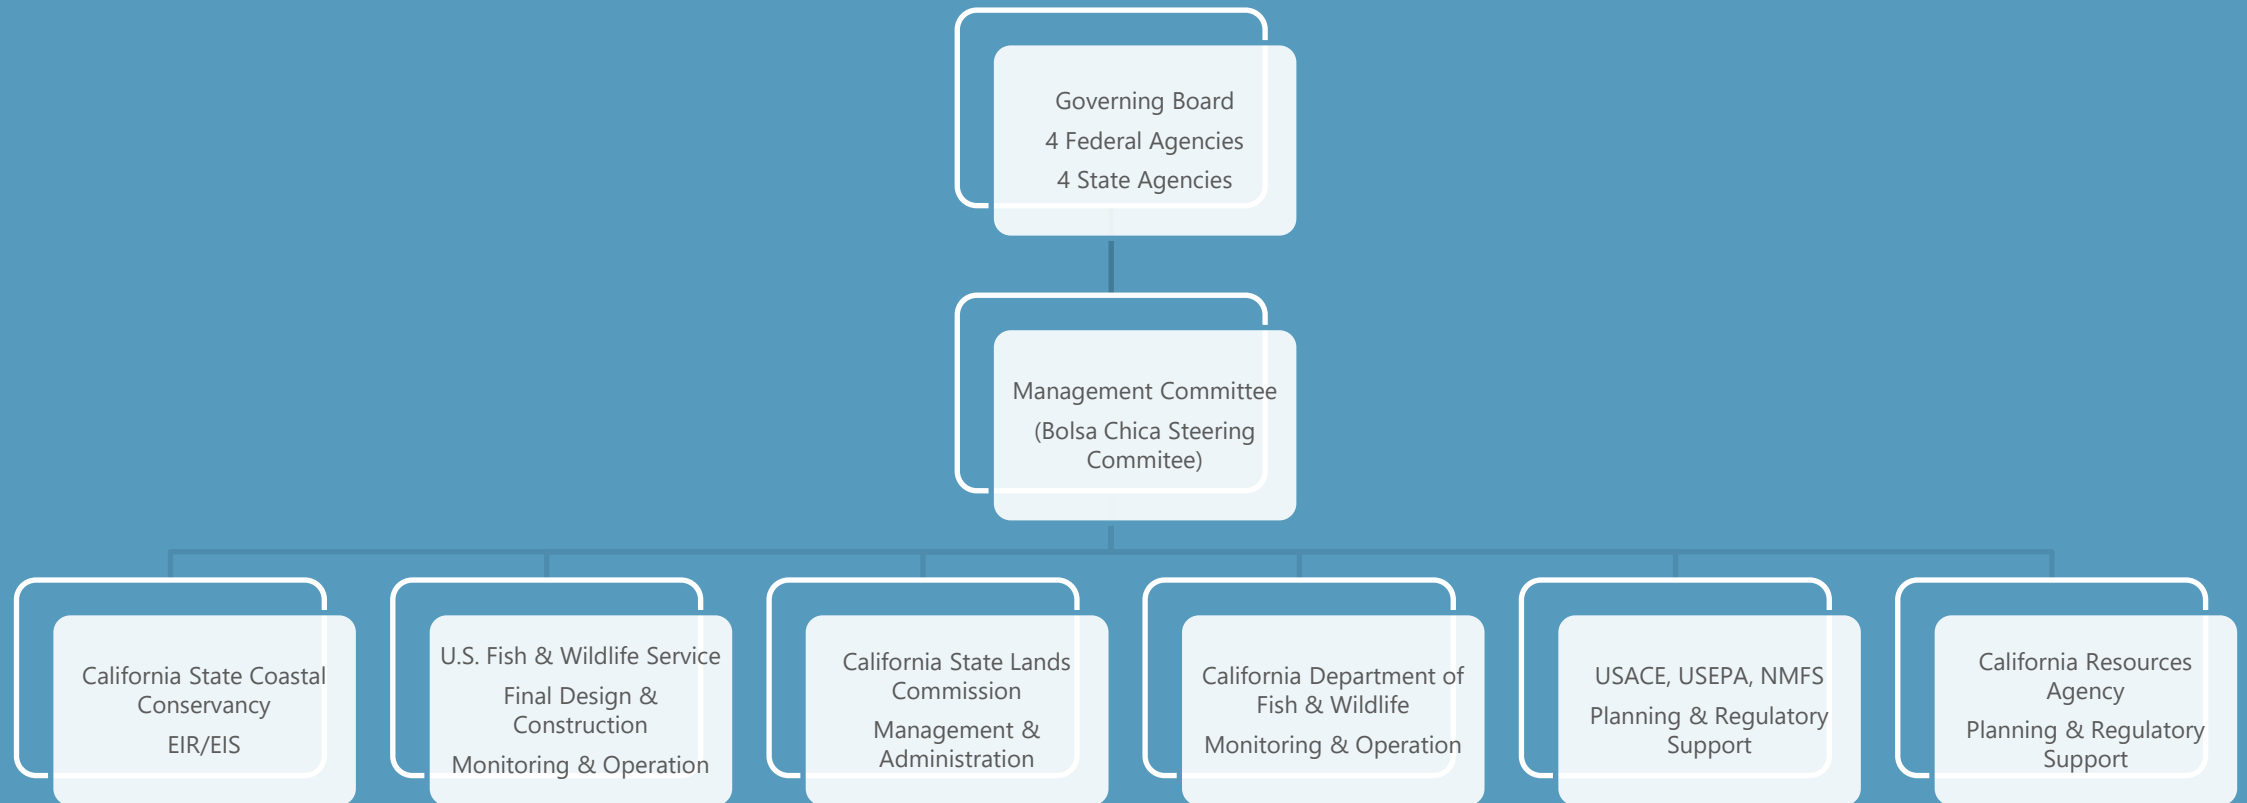 Governing Board
4 Federal Agencies
4 State Agencies
Management Committee
(Bolsa Chica Steering
Commitee)
California State Coastal
Conservancy
EIR/EIS
U.S. Fish & Wildlife Service
Final Design &
Construction
Monitoring & Operation
California State Lands
Commission
Management &
Administration
California Department of
Fish & Wildlife
Monitoring & Operation
USACE, USEPA, NMFS
Planning & Regulatory
Support
California Resources
Agency
Planning & Regulatory
Support